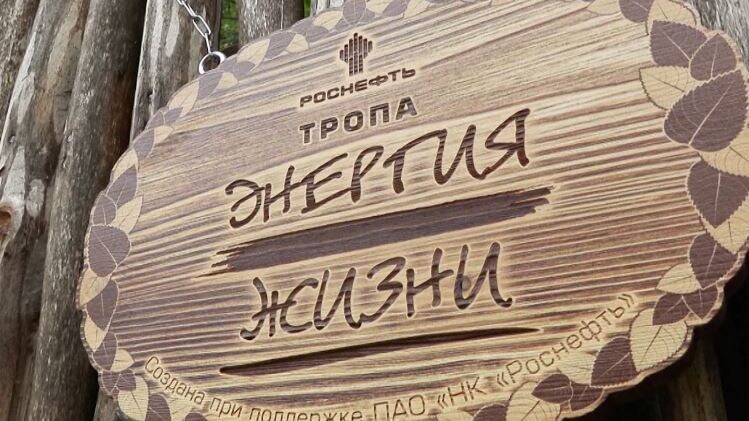 РОСНЕФТЬ
ТРОПА
ЭНЕРГИЯ
ЖИЗНИ
Создана при поддержке ПАО «НК «Роснефть»